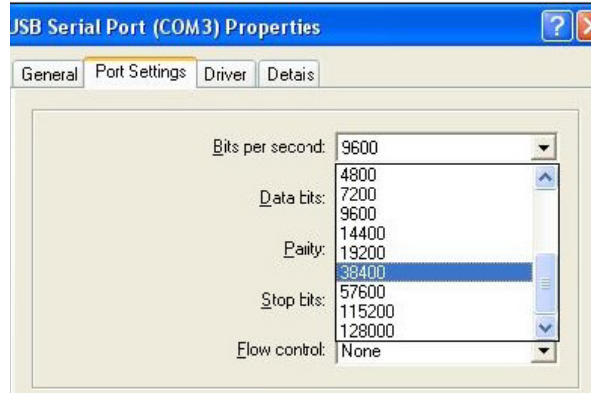 USB Serial Port (COM3) Properties
General Port Settings Driver Details
Bits per second: 9600
4800
Data bits: 7200
9600
14400
Parity: 19200
38400
Stop bits: 57600
115200
128000
Flow control: None